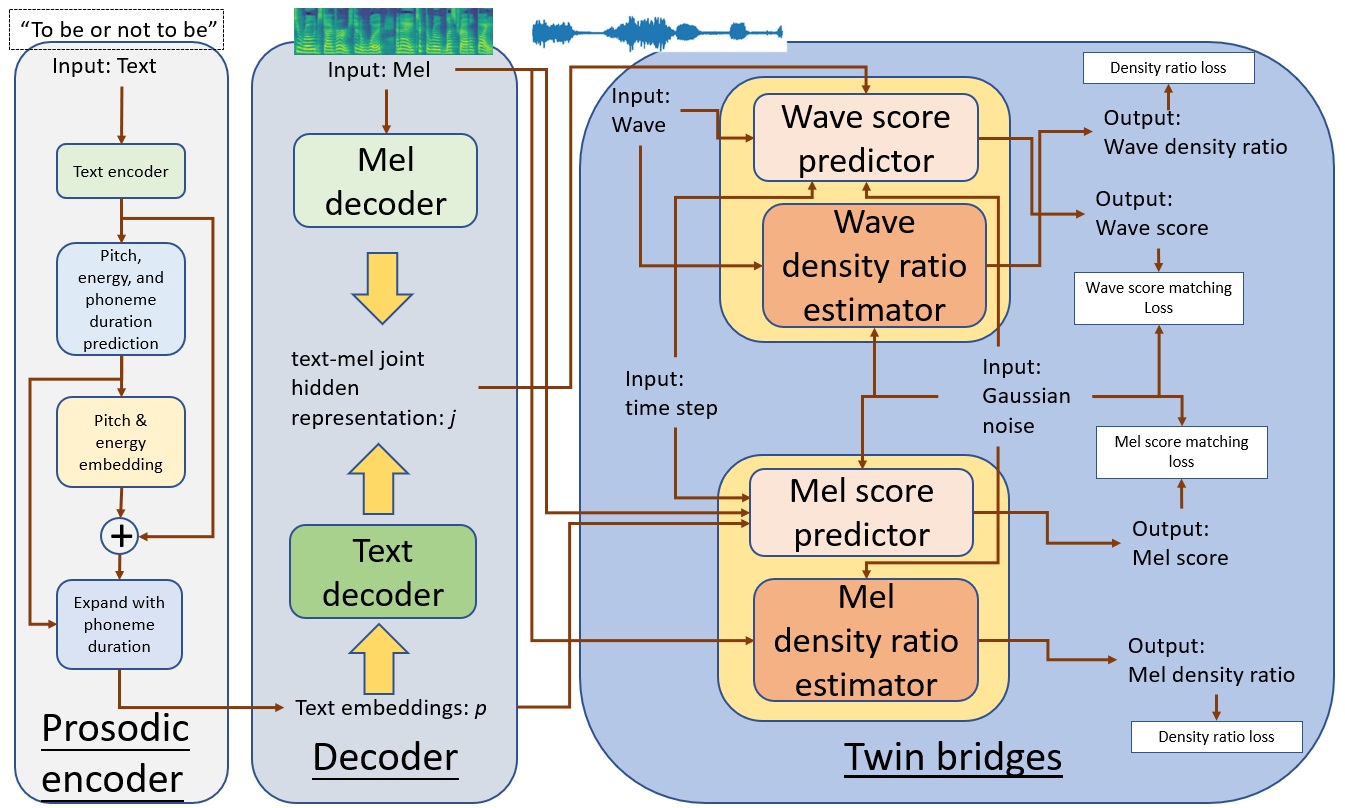 “To be or not to be”
Input: Text
Text encoder
Pitch,
energy, and
phoneme
duration
prediction
Pitch &
energy
embedding
+
Expand with
phoneme
duration
Prosodic
encoder
Input: Mel
Mel
decoder
text-mel joint
hidden
representation: j
Text
decoder
Text embeddings: p
Decoder
Input:
Wave
Wave score
predictor
Wave
density ratio
estimator
Input:
time step
Input:
Gaussian
noise
Mel score
predictor
Mel
density ratio
estimator
Density ratio loss
Output:
Wave density ratio
Output:
Wave score
Wave score matching
Loss
Mel score matching
loss
Output:
Mel score
Output:
Mel density ratio
Density ratio loss
Twin bridges